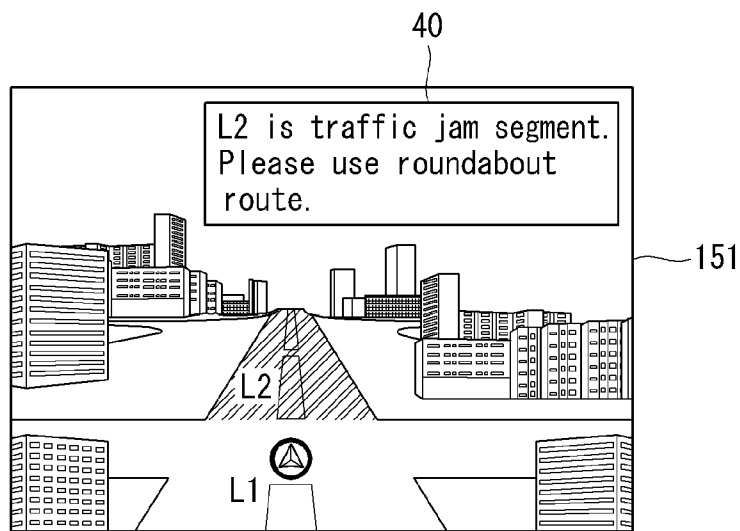 40
L2 is traffic jam segment.
Please use roundabout
route.
151
L2
L1